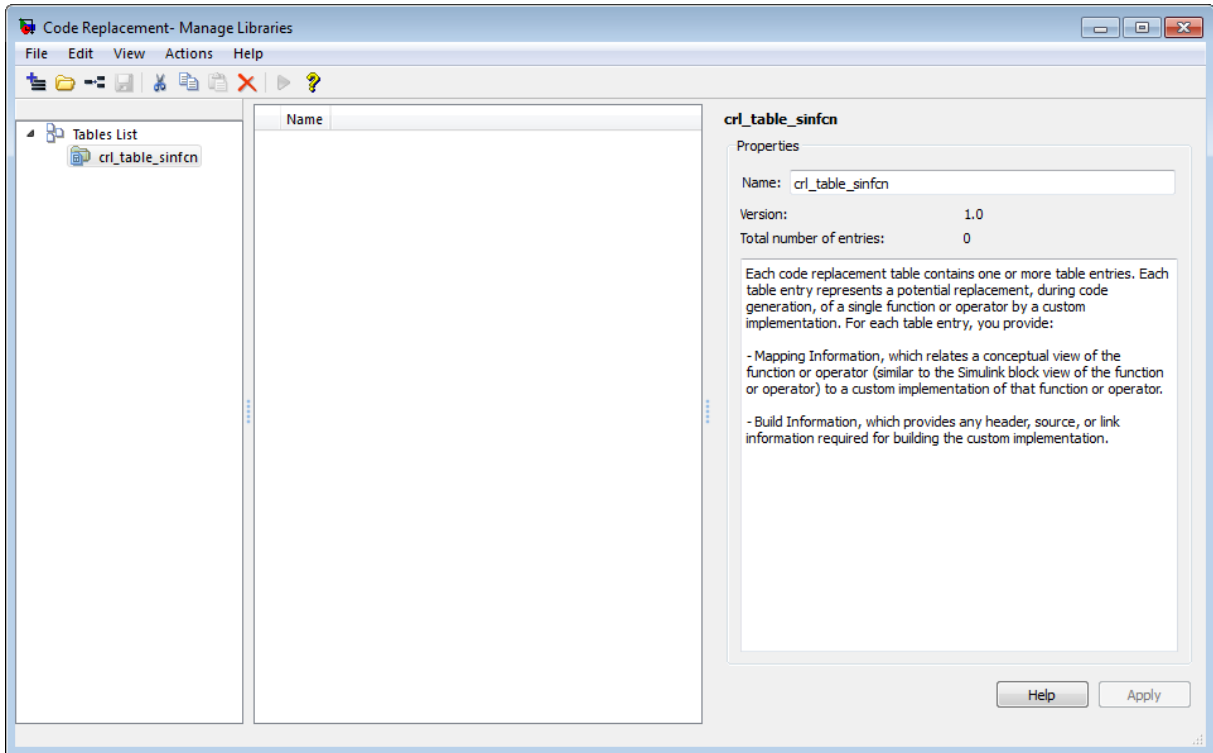 Code Replacement- Manage Libraries
File Edit View Actions Help
Tables List
crl_table_sinfcn
Name
crl_table_sinfcn
Properties
Name: crl_table_sinfcn
Version: 1.0
Total number of entries: 0
Each code replacement table contains one or more table entries. Each
table entry represents a potential replacement, during code
generation, of a single function or operator by a custom
implementation. For each table entry, you provide:
- Mapping Information, which relates a conceptual view of the
function or operator (similar to the Simulink block view of the function
or operator) to a custom implementation of that function or operator.
- Build Information, which provides any header, source, or link
information required for building the custom implementation.
Help Apply